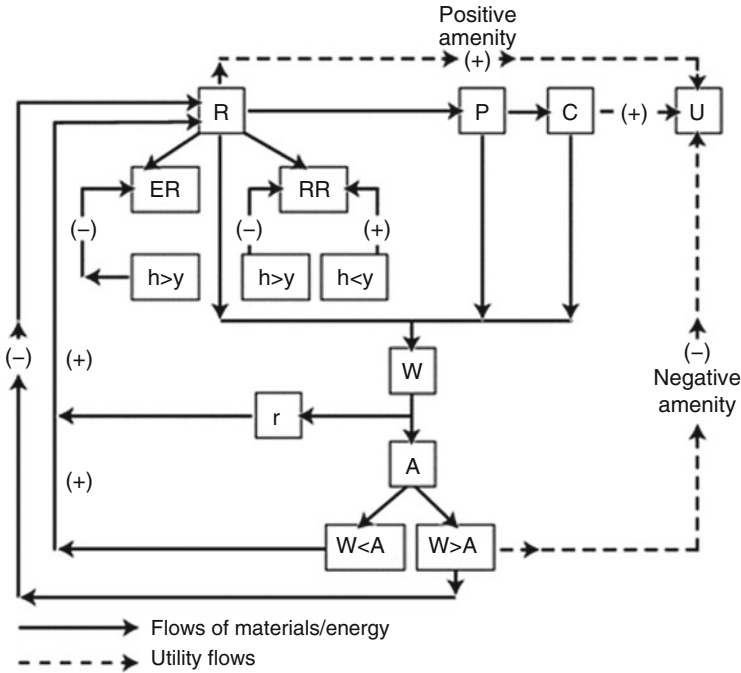 Positive
amenity
(+)
R
P
C
(+)
U
ER
RR
(–)
(–)
(+)
h>y
h>y
h<y
(–)
(+)
W
(–)
Negative
amenity
r
A
(+)
W<A
W>A
Flows of materials/energy
Utility flows